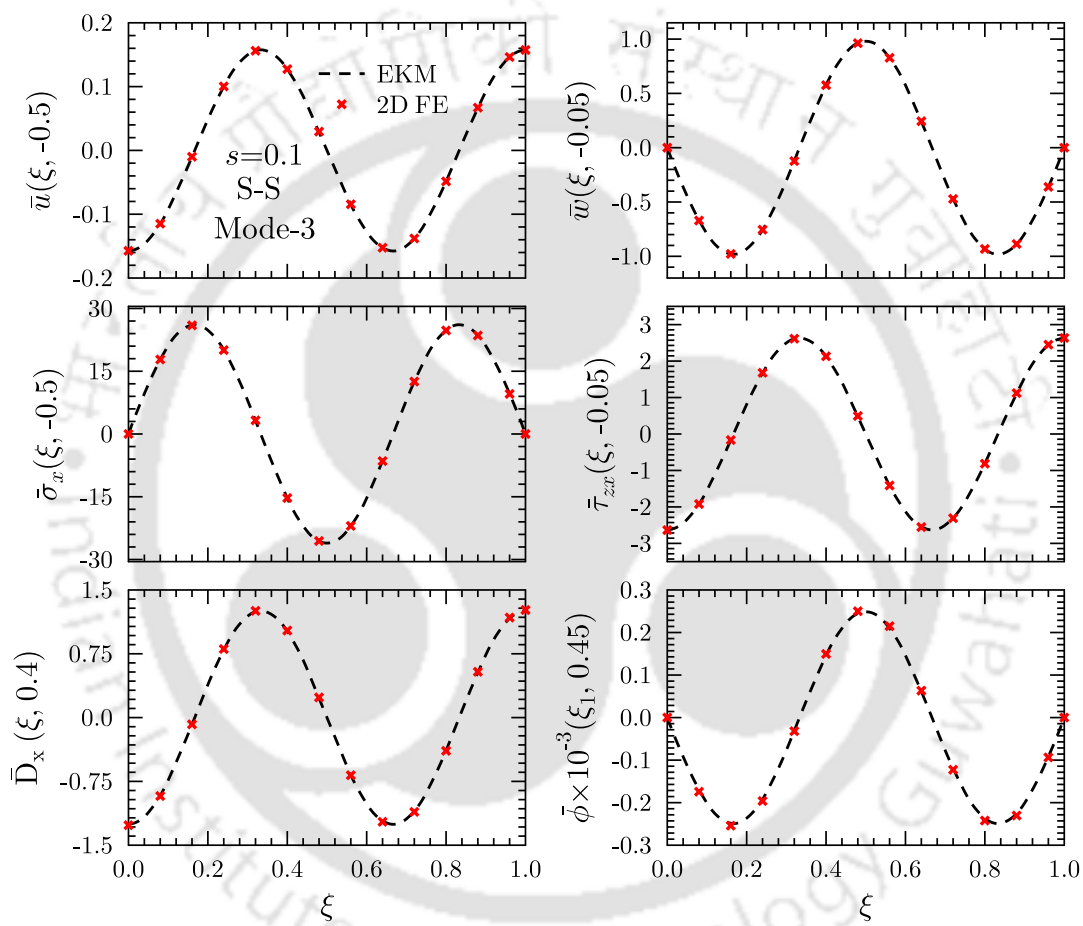 0.2
0.1
0.0
-0.1
-0.2
ū(ξ, -0.5)
EKM
2D FE
s=0.1
S-S
Mode-3
1.0
0.5
0.0
-0.5
-1.0
w̄(ξ, -0.05)
30
15
0
-15
-30
σ̄ₓ(ξ, -0.5)
3
2
1
0
-1
-2
-3
τ̄_zx(ξ, -0.05)
1.5
0.75
0.0
-0.75
-1.5
D̄ₓ (ξ, 0.4)
0.0 0.2 0.4 0.6 0.8 1.0
ξ
0.3
0.2
0.1
0.0
-0.1
-0.2
0.3
ϕ̄×10⁻³(ξ₁, 0.45)
0.0 0.2 0.4 0.6 0.8 1.0
ξ
Indian Institute
ology Guwahati